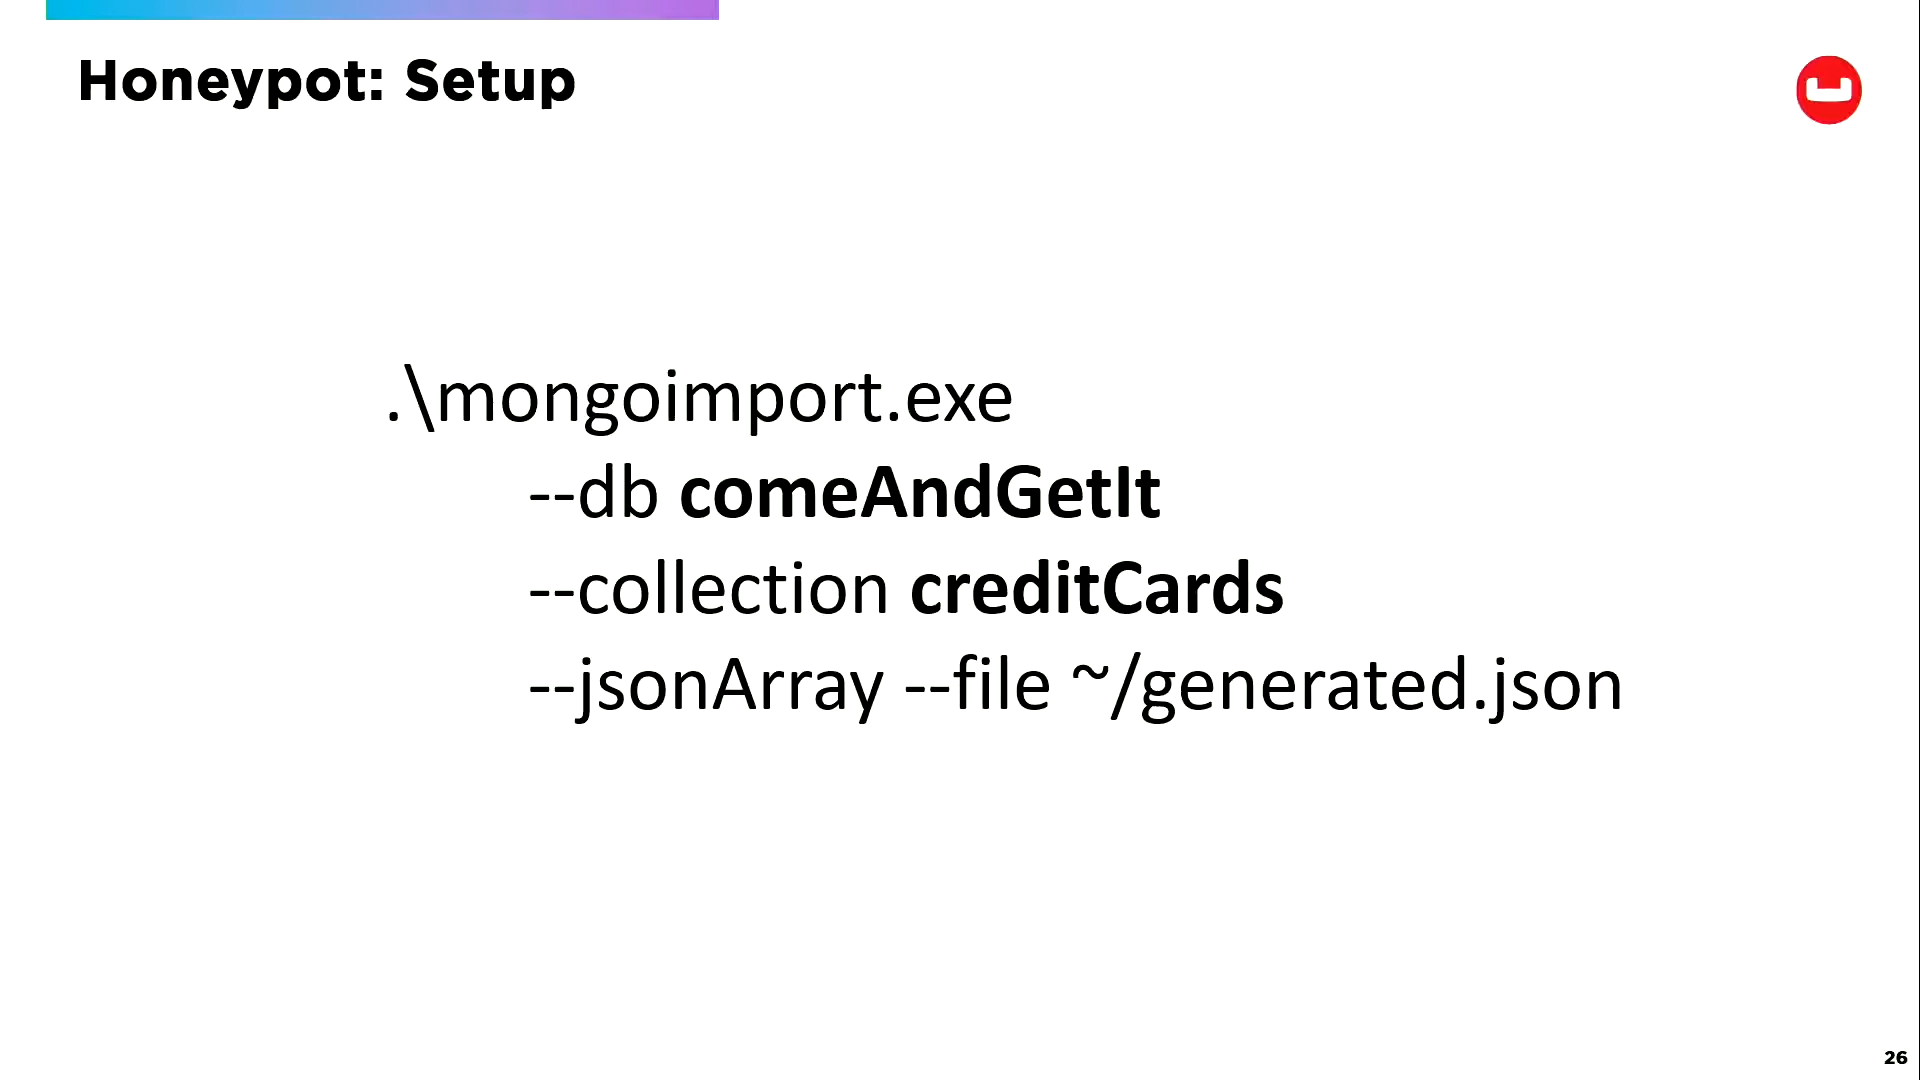 Honeypot: Setup
.\mongoimport.exe
--db comeAndGetIt
--collection creditCards
--jsonArray --file ~/generated.json
26